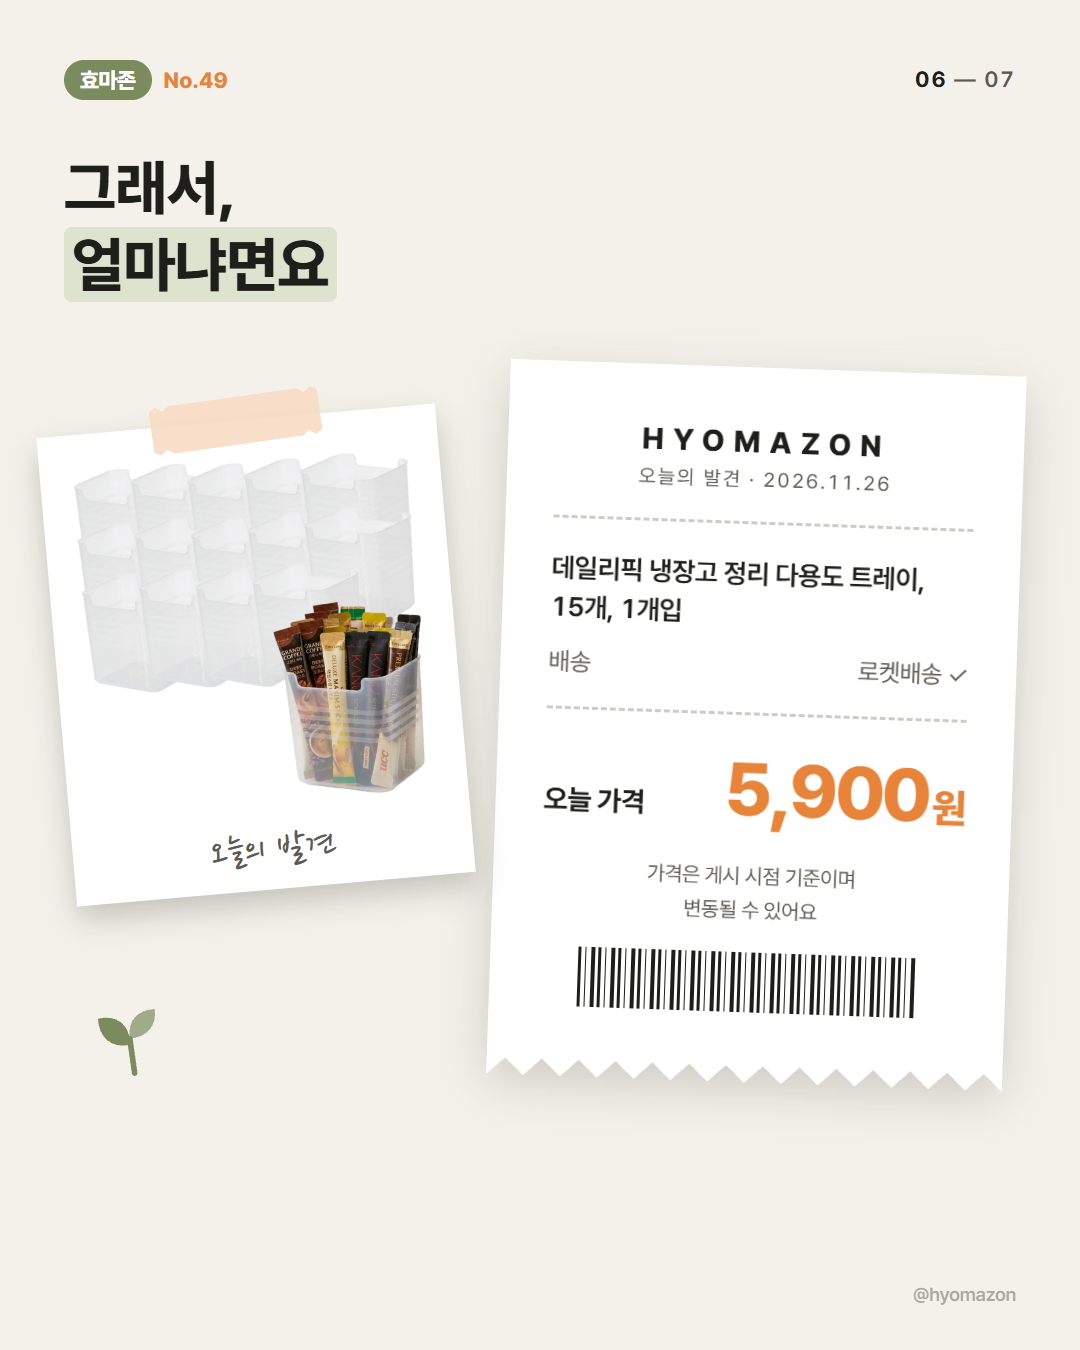 효마존 No.49
06 — 07
그래서,
얼마냐면요
HYOMAZON
오늘의 발견 · 2026.11.26
데일리픽 냉장고 정리 다용도 트레이,
15개, 1개입
배송 로켓배송 ✓
오늘 가격 5,900원
가격은 게시 시점 기준이며
변동될 수 있어요
오늘의 발견
@hyomazon